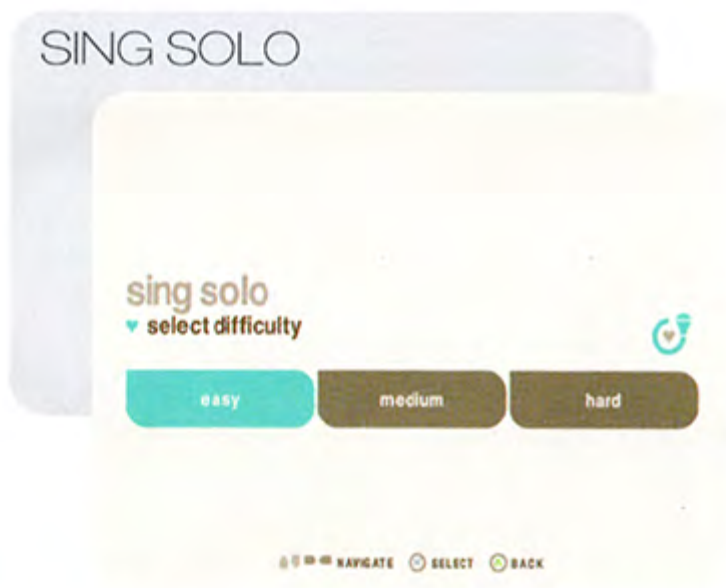 SING SOLO
sing solo
select difficulty
easy medium hard
NAVIGATE SELECT BACK